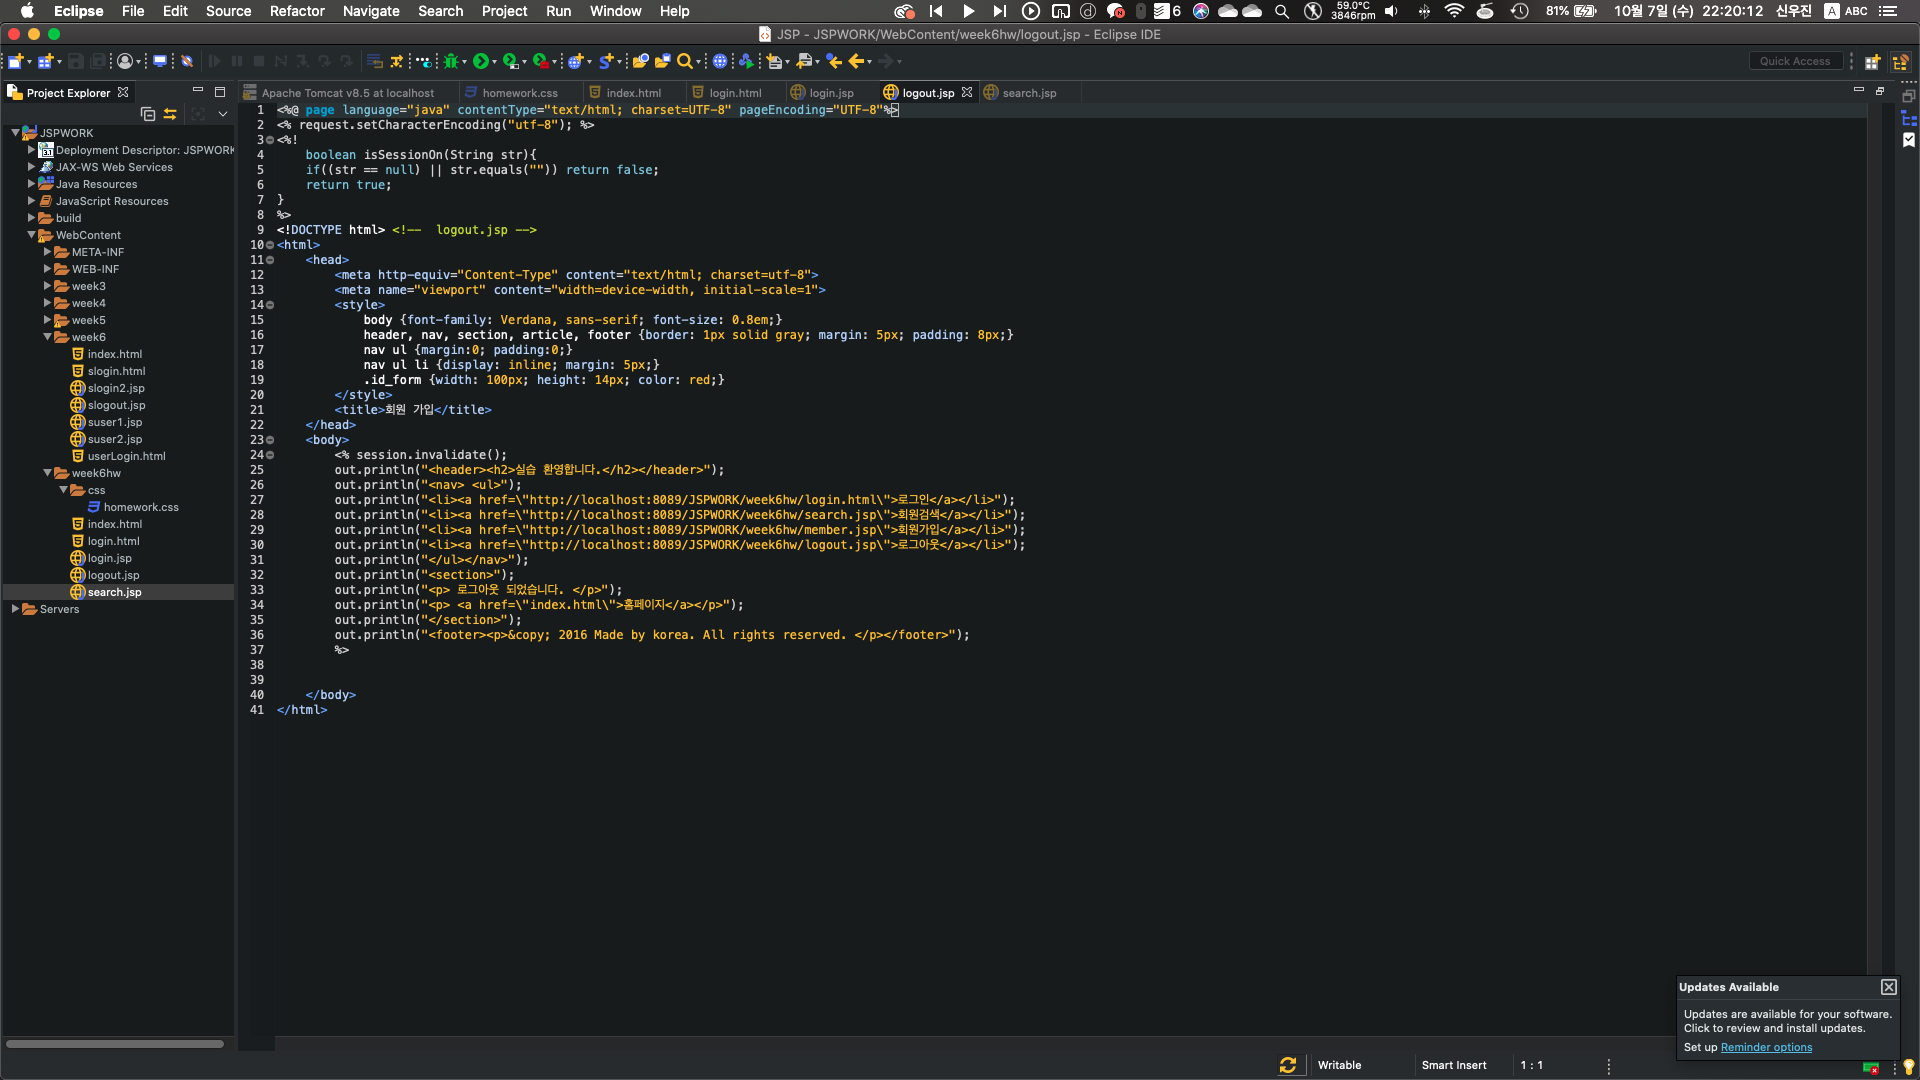 Eclipse File Edit Source Refactor Navigate Search Project Run Window Help
6 59.0°C 3846rpm 81% 10월 7일 (수) 22:20:12 신우진 A ABC
JSP - JSPWORK/WebContent/week6hw/logout.jsp - Eclipse IDE
Quick Access
Project Explorer
Apache Tomcat v8.5 at localhost homework.css index.html login.html login.jsp logout.jsp search.jsp
JSPWORK
Deployment Descriptor: JSPWORK
JAX-WS Web Services
Java Resources
JavaScript Resources
build
WebContent
META-INF
WEB-INF
week3
week4
week5
week6
index.html
slogin.html
slogin2.jsp
slogout.jsp
suser1.jsp
suser2.jsp
userLogin.html
week6hw
css
homework.css
index.html
login.html
login.jsp
logout.jsp
search.jsp
Servers
1 <%@ page language="java" contentType="text/html; charset=UTF-8" pageEncoding="UTF-8"%>
2 <% request.setCharacterEncoding("utf-8"); %>
3 <%!
4 boolean isSessionOn(String str){
5 if((str == null) || str.equals("")) return false;
6 return true;
7 }
8 %>
9 <!DOCTYPE html> <!--  logout.jsp -->
10 <html>
11 <head>
12 <meta http-equiv="Content-Type" content="text/html; charset=utf-8">
13 <meta name="viewport" content="width=device-width, initial-scale=1">
14 <style>
15 body {font-family: Verdana, sans-serif; font-size: 0.8em;}
16 header, nav, section, article, footer {border: 1px solid gray; margin: 5px; padding: 8px;}
17 nav ul {margin:0; padding:0;}
18 nav ul li {display: inline; margin: 5px;}
19 .id_form {width: 100px; height: 14px; color: red;}
20 </style>
21 <title>회원 가입</title>
22 </head>
23 <body>
24 <% session.invalidate();
25 out.println("<header><h2>실습 환영합니다.</h2></header>");
26 out.println("<nav> <ul>");
27 out.println("<li><a href=\"http://localhost:8089/JSPWORK/week6hw/login.html\">로그인</a></li>");
28 out.println("<li><a href=\"http://localhost:8089/JSPWORK/week6hw/search.jsp\">회원검색</a></li>");
29 out.println("<li><a href=\"http://localhost:8089/JSPWORK/week6hw/member.jsp\">회원가입</a></li>");
30 out.println("<li><a href=\"http://localhost:8089/JSPWORK/week6hw/logout.jsp\">로그아웃</a></li>");
31 out.println("</ul></nav>");
32 out.println("<section>");
33 out.println("<p> 로그아웃 되었습니다. </p>");
34 out.println("<p> <a href=\"index.html\">홈페이지</a></p>");
35 out.println("</section>");
36 out.println("<footer><p>&copy; 2016 Made by korea. All rights reserved. </p></footer>");
37 %>
38
39
40 </body>
41 </html>
Updates Available
Updates are available for your software.
Click to review and install updates.
Set up Reminder options
Writable Smart Insert 1 : 1